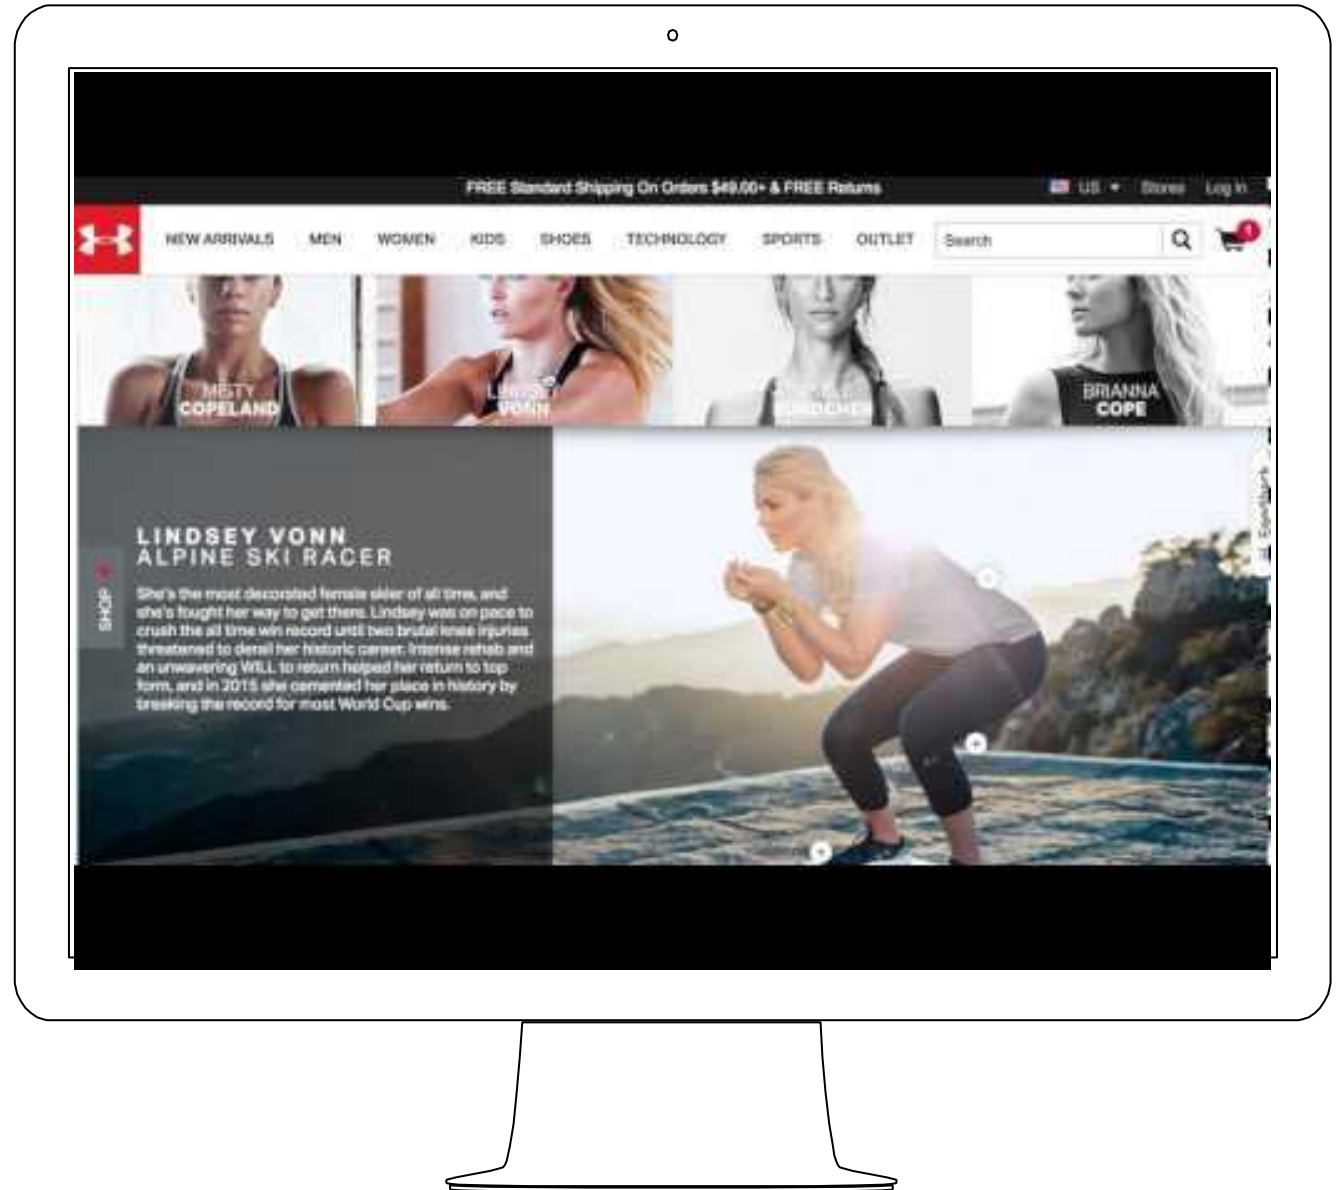 FREE Standard Shipping On Orders $49.00+ & FREE Returns
US
Stores
Log In
NEW ARRIVALS
MEN
WOMEN
KIDS
SHOES
TECHNOLOGY
SPORTS
OUTLET
Search
1
MISTY
COPELAND
VONN
BRIANNA
COPE
Feedback
LINDSEY VONN
ALPINE SKI RACER
SHOP
She's the most decorated female skier of all time, and
she's fought her way to get there. Lindsey was on pace to
crush the all time win record until two brutal knee injuries
threatened to derail her historic career. Intense rehab and
an unwavering WILL to return helped her return to top
form, and in 2015 she cemented her place in history by
breaking the record for most World Cup wins.